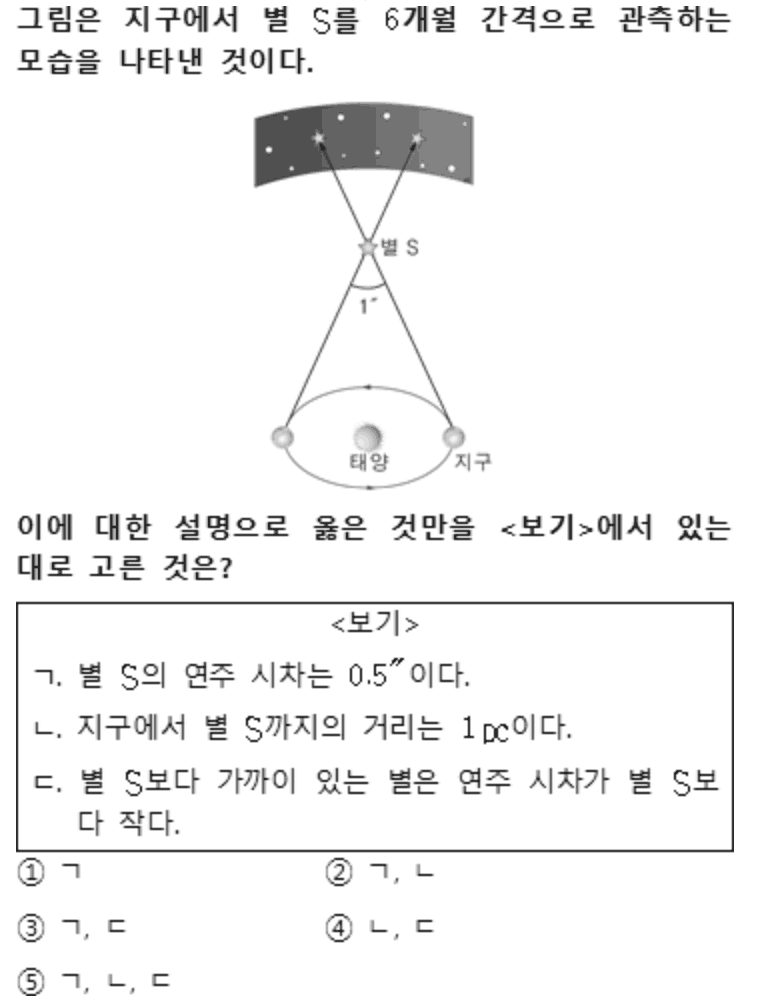 그림은 지구에서 별 S를 6개월 간격으로 관측하는
모습을 나타낸 것이다.
별 S
1″
태양
지구
이에 대한 설명으로 옳은 것만을 <보기>에서 있는
대로 고른 것은?
<보기>
ㄱ. 별 S의 연주 시차는 0.5″이다.
ㄴ. 지구에서 별 S까지의 거리는 1pc이다.
ㄷ. 별 S보다 가까이 있는 별은 연주 시차가 별 S보
다 작다.
① ㄱ ② ㄱ, ㄴ
③ ㄱ, ㄷ ④ ㄴ, ㄷ
⑤ ㄱ, ㄴ, ㄷ